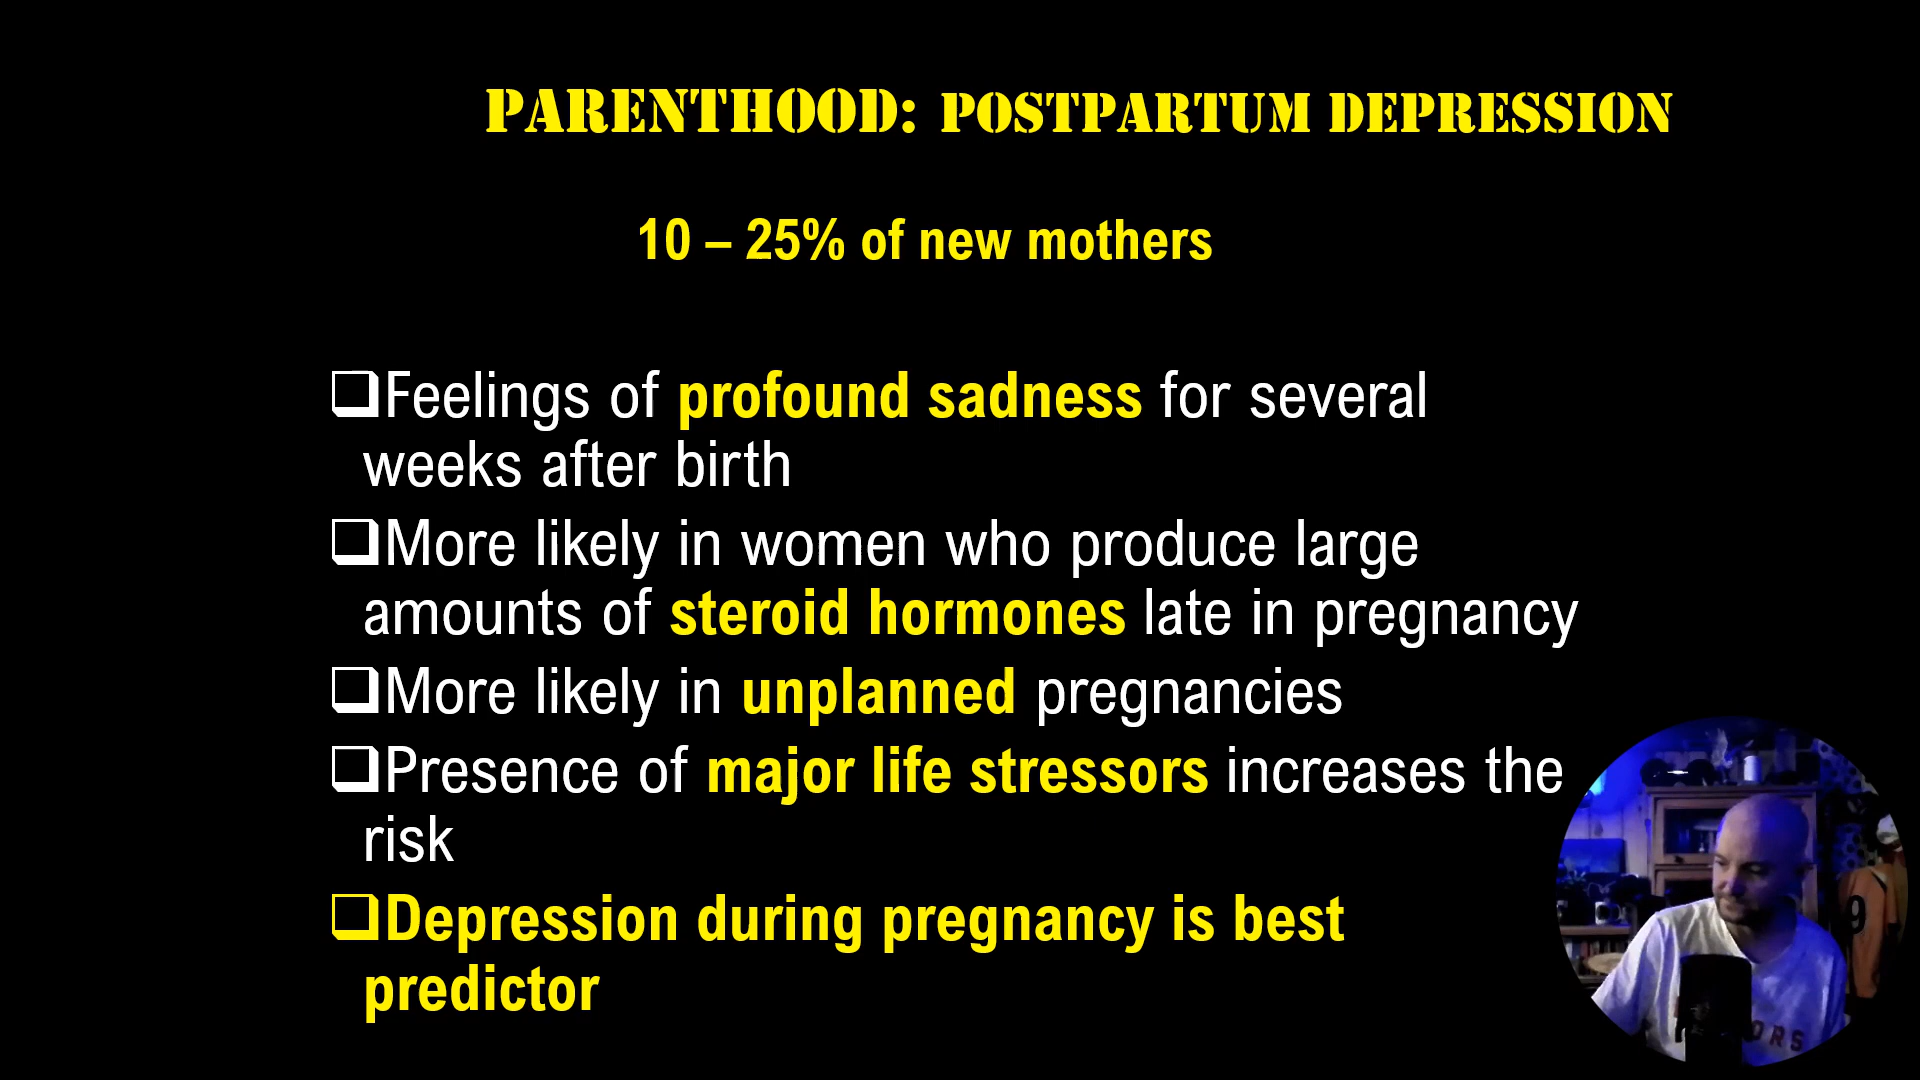 PARENTHOOD: POSTPARTUM DEPRESSION
10 – 25% of new mothers
❑Feelings of profound sadness for several
weeks after birth
❑More likely in women who produce large
amounts of steroid hormones late in pregnancy
❑More likely in unplanned pregnancies
❑Presence of major life stressors increases the
risk
❑Depression during pregnancy is best
predictor
9